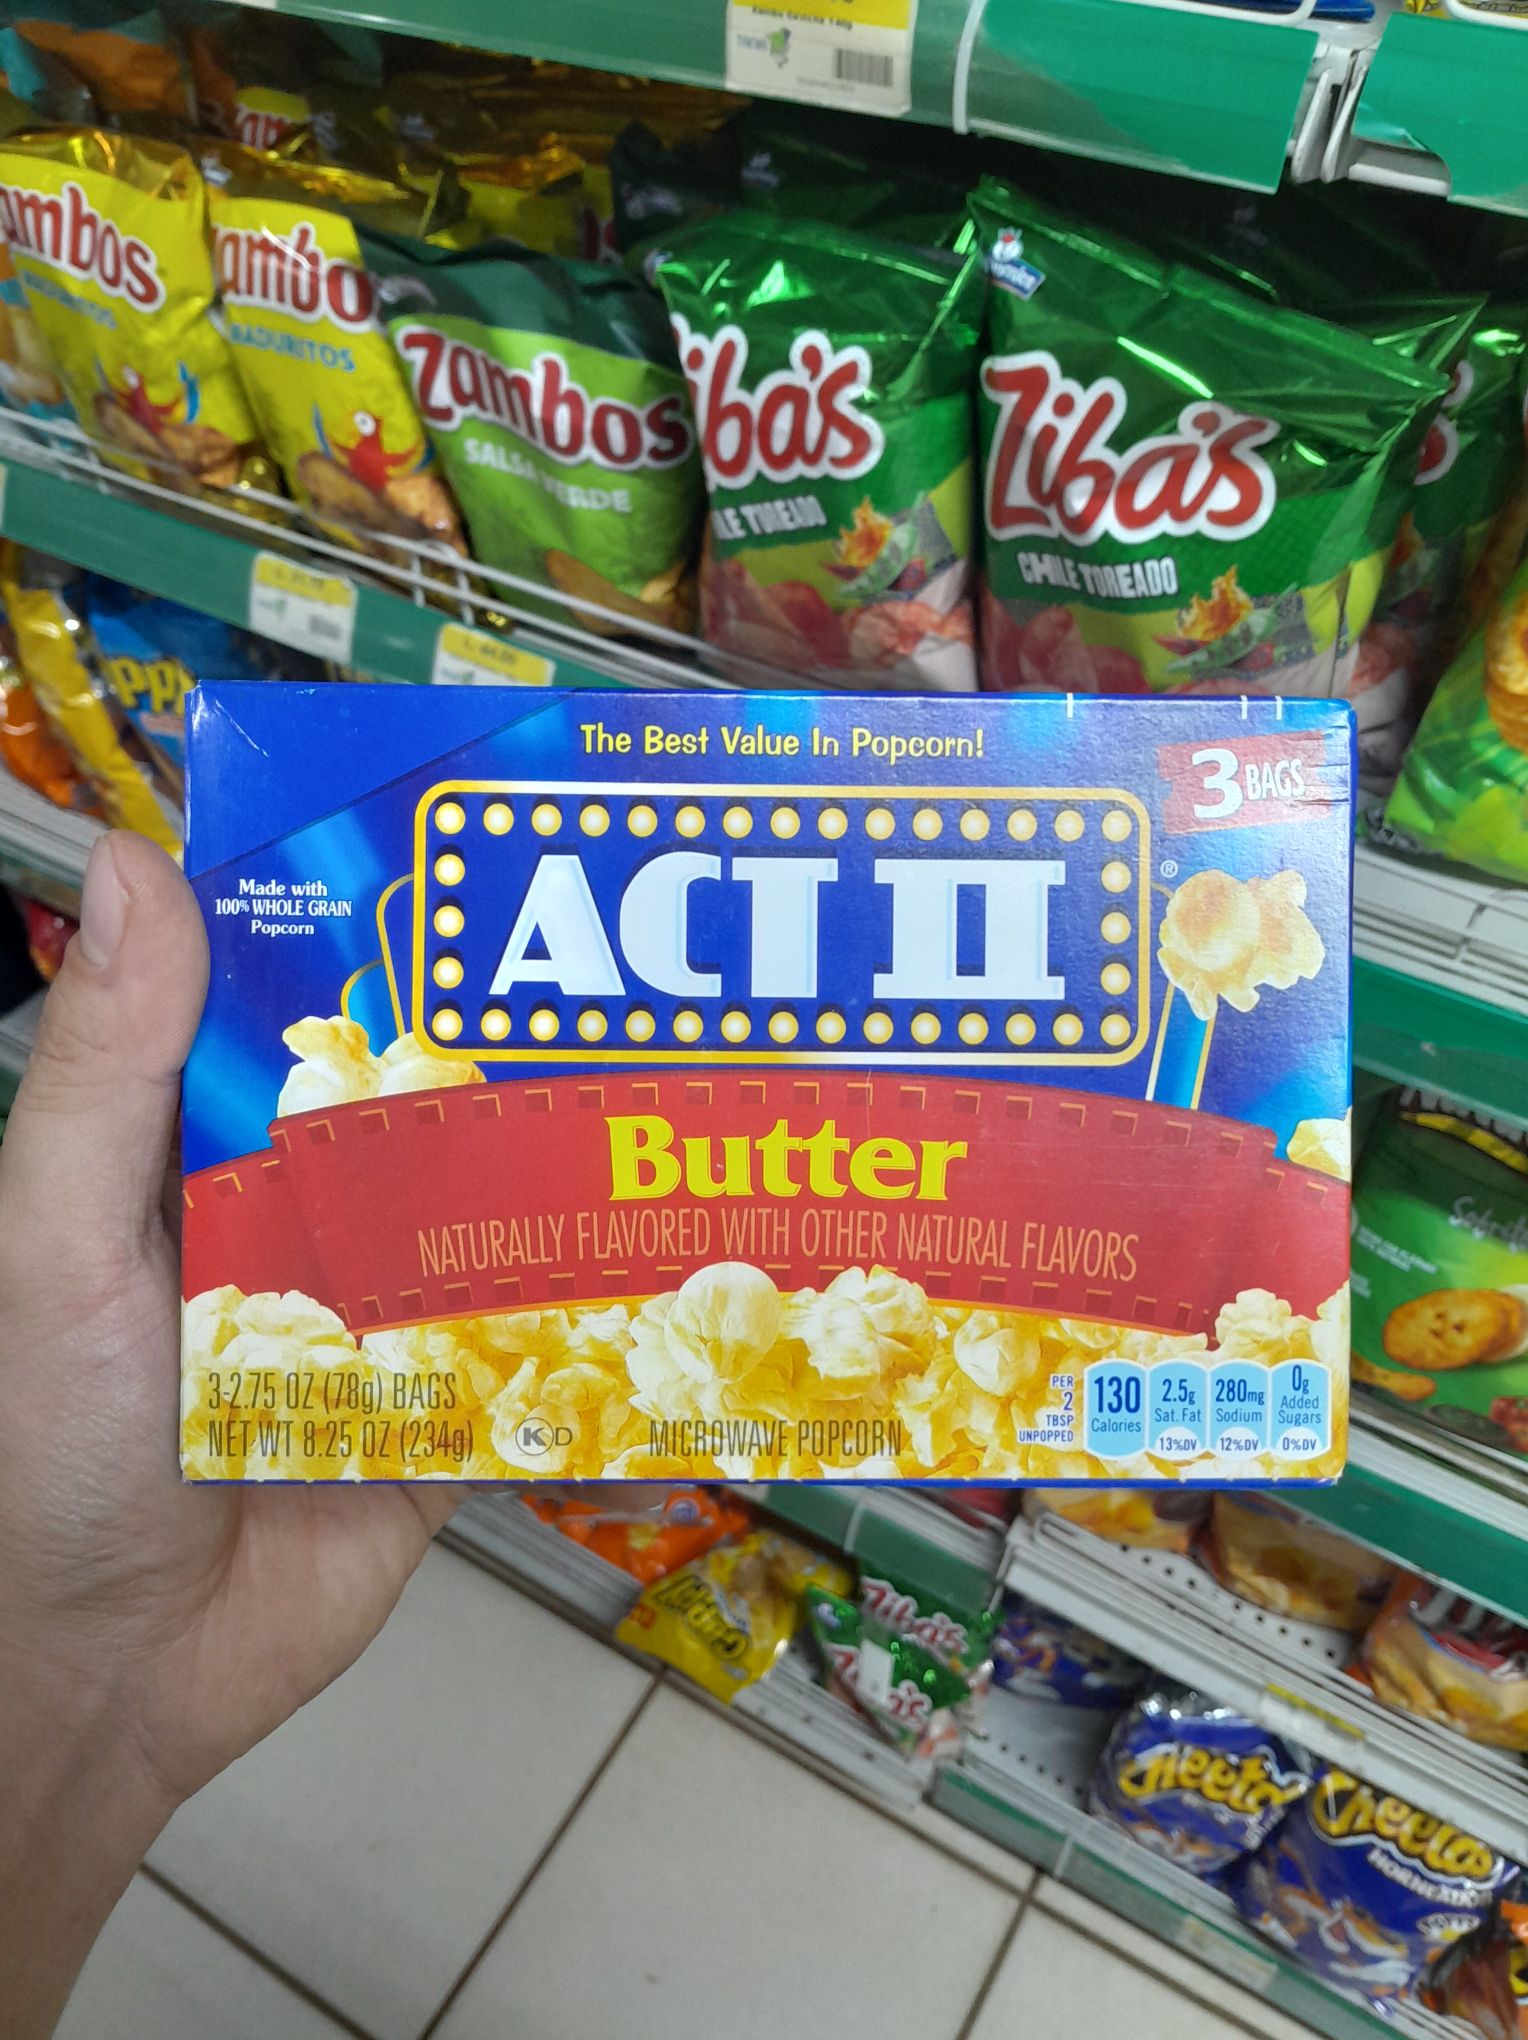 zambos
MADURITOS
zambos
SALSA VERDE
Ziba's
CHILE TOREADO
The Best Value In Popcorn!
3 BAGS
ACT II
®
Made with
100% WHOLE GRAIN
Popcorn
Butter
NATURALLY FLAVORED WITH OTHER NATURAL FLAVORS
3-2.75 OZ (78g) BAGS
NET WT 8.25 OZ (234g)
K D
MICROWAVE POPCORN
PER
2
TBSP
UNPOPPED
130
Calories
2.5g
Sat. Fat
13%DV
280mg
Sodium
12%DV
0g
Added
Sugars
0%DV
Ziba's
Cheetos
HORNEADOS